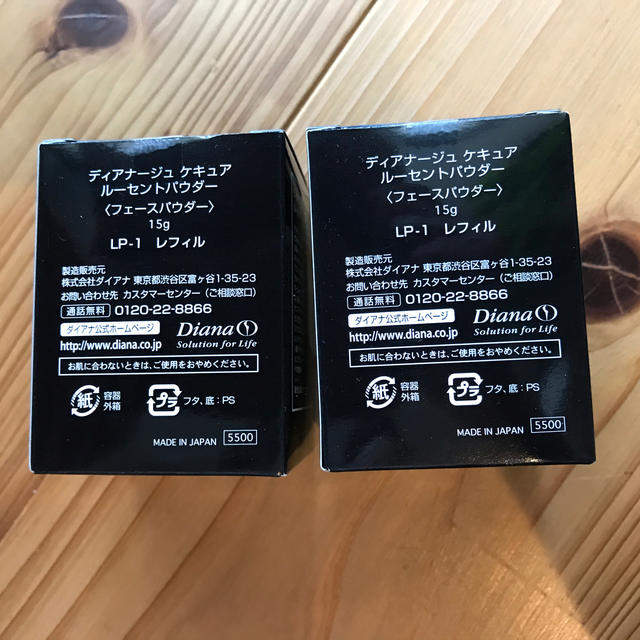 ディアナージュ ケキュア
ルーセントパウダー
〈フェースパウダー〉
15g
LP-1 レフィル
製造販売元
株式会社ダイアナ 東京都渋谷区富ヶ谷1-35-23
お問い合わせ先 カスタマーセンター（ご相談窓口）
通話無料 0120-22-8866
ダイアナ公式ホームページ
http://www.diana.co.jp
Diana
Solution for Life
お肌に合わないときは、ご使用をおやめください。
紙 容器
外箱
プラ フタ、底：PS
MADE IN JAPAN 5500
ディアナージュ ケキュア
ルーセントパウダー
〈フェースパウダー〉
15g
LP-1 レフィル
製造販売元
株式会社ダイアナ 東京都渋谷区富ヶ谷1-35-23
お問い合わせ先 カスタマーセンター（ご相談窓口）
通話無料 0120-22-8866
ダイアナ公式ホームページ
http://www.diana.co.jp
Diana
Solution for Life
お肌に合わないときは、ご使用をおやめください。
紙 容器
外箱
プラ フタ、底：PS
MADE IN JAPAN 5500